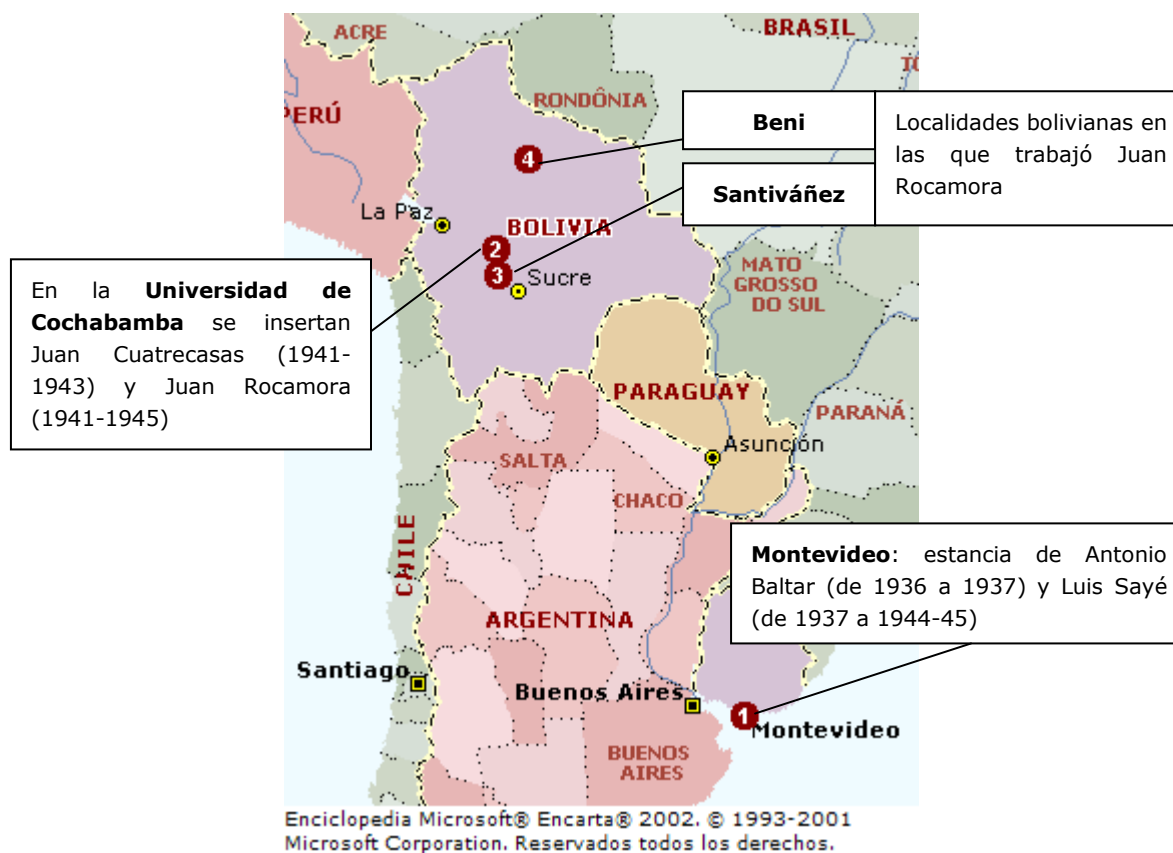 ACRE
BRASIL
TO
RONDÔNIA
PERÚ
Beni
Localidades bolivianas en
las que trabajó Juan
Rocamora
4
Santiváñez
La Paz
BOLIVIA
2
3
Sucre
MATO
GROSSO
DO SUL
En la Universidad de
Cochabamba se insertan
Juan Cuatrecasas (1941-
1943) y Juan Rocamora
(1941-1945)
PARAGUAY
PARANÁ
Asunción
SALTA
CHACO
CHILE
Montevideo: estancia de Antonio
Baltar (de 1936 a 1937) y Luis Sayé
(de 1937 a 1944-45)
ARGENTINA
Santiago
Buenos Aires
1
Montevideo
BUENOS
AIRES
Enciclopedia Microsoft® Encarta® 2002. © 1993-2001
Microsoft Corporation. Reservados todos los derechos.